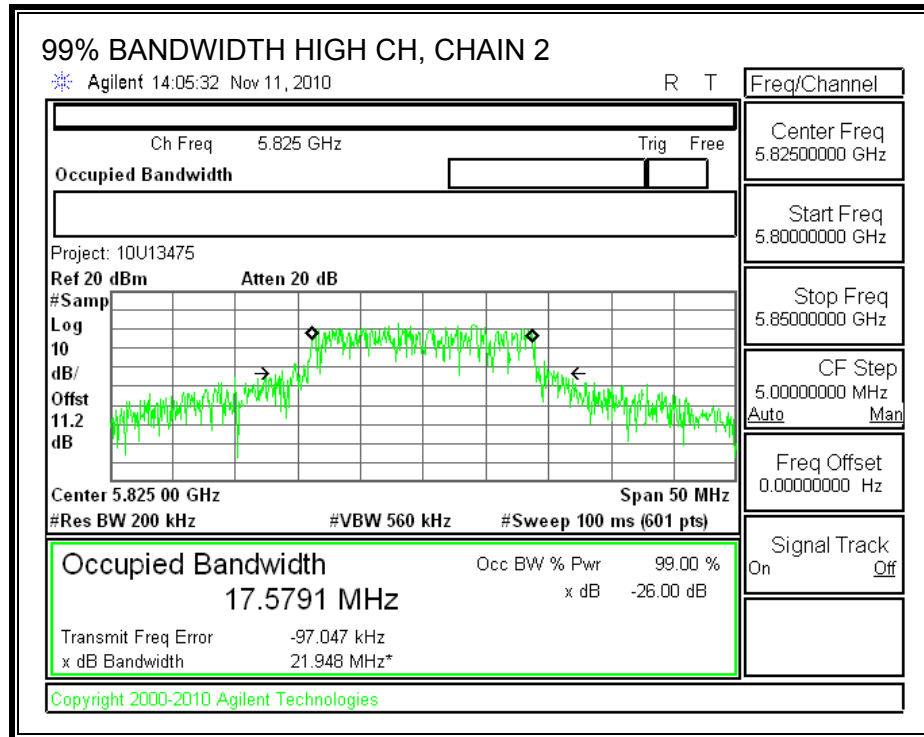 99% BANDWIDTH HIGH CH, CHAIN 2
Agilent 14:05:32 Nov 11, 2010 R T
Ch Freq 5.825 GHz Trig Free
Occupied Bandwidth
Project: 10U13475
Ref 20 dBm Atten 20 dB
#Samp
Log
10
dB/
Offst
11.2
dB
Center 5.825 00 GHz Span 50 MHz
#Res BW 200 kHz #VBW 560 kHz #Sweep 100 ms (601 pts)
Occupied Bandwidth Occ BW % Pwr 99.00 %
17.5791 MHz x dB -26.00 dB
Transmit Freq Error -97.047 kHz
x dB Bandwidth 21.948 MHz*
Copyright 2000-2010 Agilent Technologies
Freq/Channel
Center Freq
5.82500000 GHz
Start Freq
5.80000000 GHz
Stop Freq
5.85000000 GHz
CF Step
5.00000000 MHz
Auto Man
Freq Offset
0.00000000 Hz
Signal Track
On Off